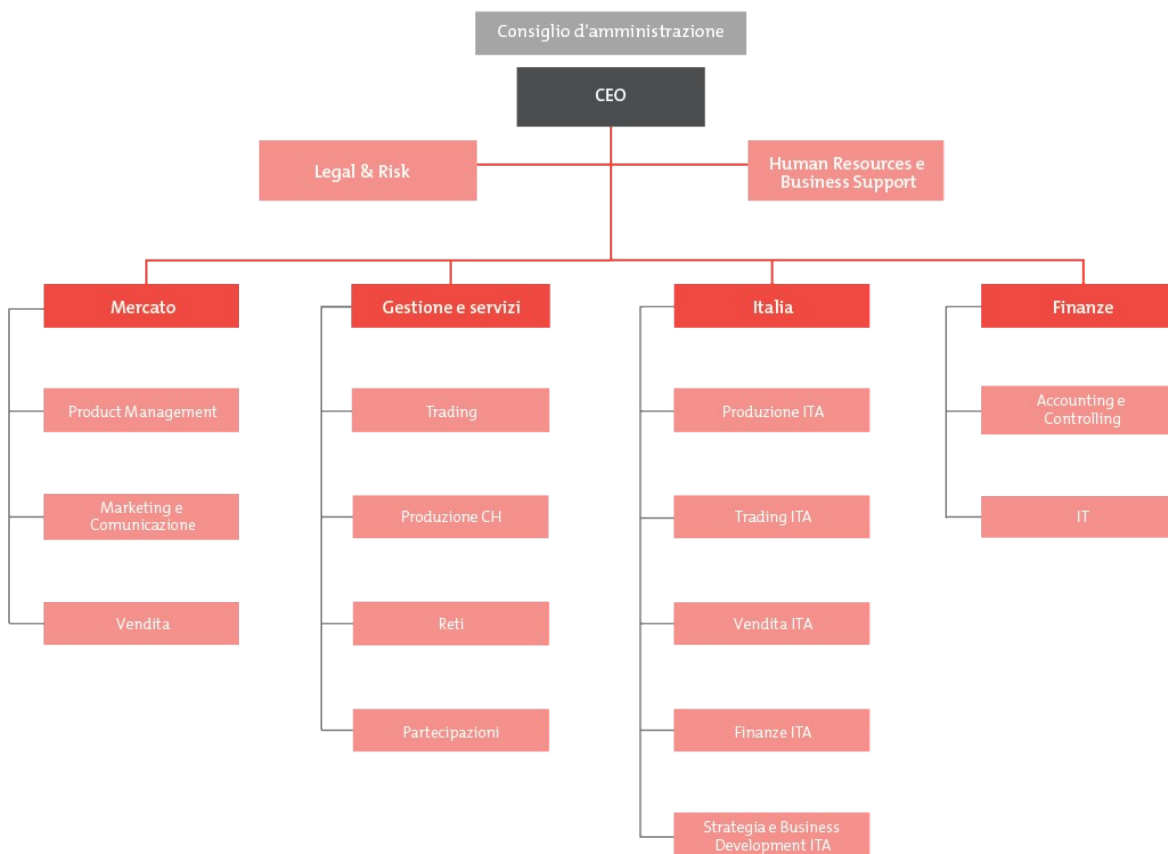 Consiglio d'amministrazione
CEO
Legal & Risk
Human Resources e
Business Support
Mercato
Gestione e servizi
Italia
Finanze
Product Management
Trading
Produzione ITA
Accounting e
Controlling
Marketing e
Comunicazione
Produzione CH
Trading ITA
IT
Vendita
Reti
Vendita ITA
Partecipazioni
Finanze ITA
Strategia e Business
Development ITA